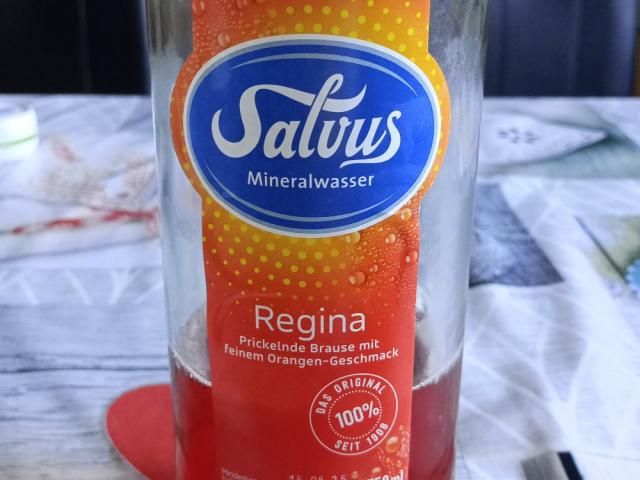 Salvus
Mineralwasser
Regina
Prickelnde Brause mit
feinem Orangen-Geschmack
DAS ORIGINAL
100%
SEIT 1908